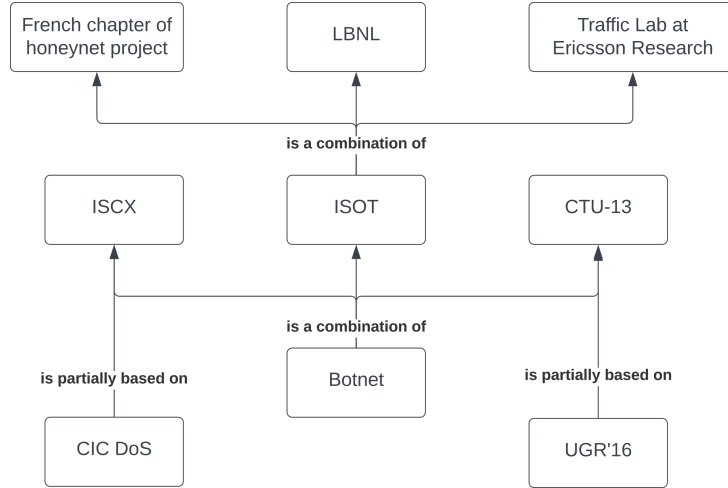 French chapter of
honeynet project
LBNL
Traffic Lab at
Ericsson Research
is a combination of
ISCX
ISOT
CTU-13
is a combination of
is partially based on
Botnet
is partially based on
CIC DoS
UGR'16